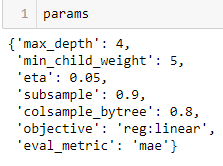 1 params
{'max_depth': 4,
'min_child_weight': 5,
'eta': 0.05,
'subsample': 0.9,
'colsample_bytree': 0.8,
'objective': 'reg:linear',
'eval_metric': 'mae'}